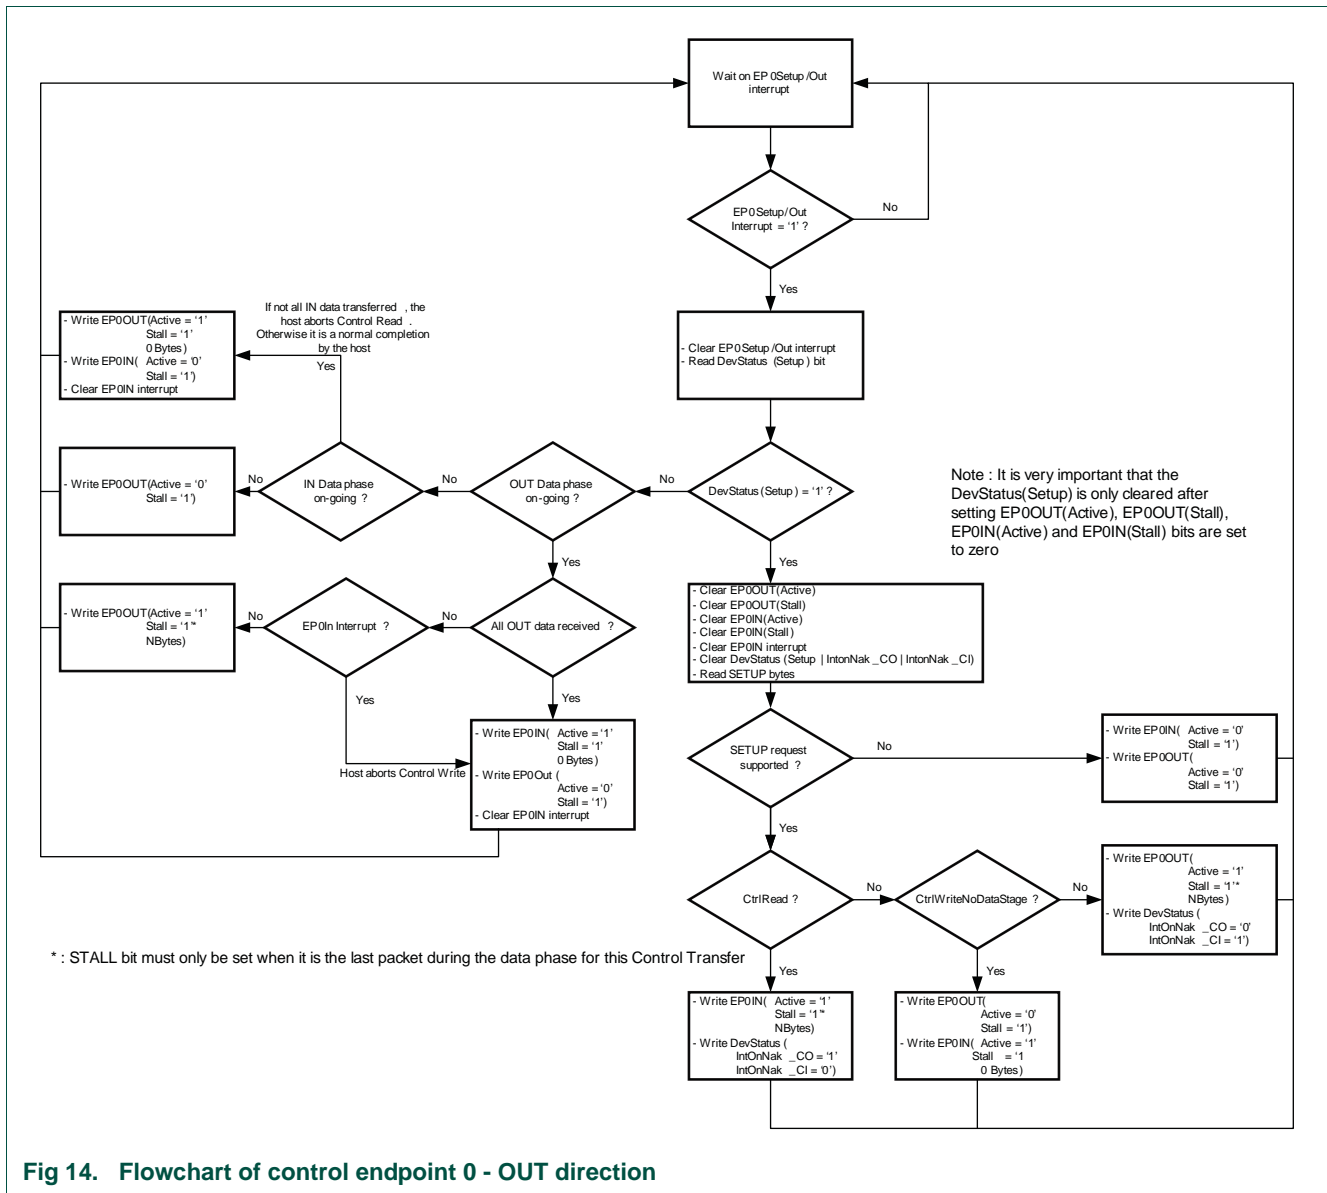 Wait on EP0Setup/Out
interrupt
EP0Setup/Out
Interrupt = '1' ?
No
Yes
- Clear EP0Setup/Out interrupt
- Read DevStatus (Setup) bit
If not all IN data transferred , the
host aborts Control Read .
Otherwise it is a normal completion
by the host
Yes
- Write EP0OUT(Active = '1'
Stall = '1'
0 Bytes)
- Write EP0IN( Active = '0'
Stall = '1')
- Clear EP0IN interrupt
- Write EP0OUT(Active = '0'
Stall = '1')
No
IN Data phase
on-going ?
No
OUT Data phase
on-going ?
No
DevStatus (Setup) = '1' ?
Note : It is very important that the
DevStatus(Setup) is only cleared after
setting EP0OUT(Active), EP0OUT(Stall),
EP0IN(Active) and EP0IN(Stall) bits are set
to zero
Yes
Yes
- Write EP0OUT(Active = '1'
Stall = '1'*
NBytes)
No
EP0In Interrupt ?
No
All OUT data received ?
- Clear EP0OUT(Active)
- Clear EP0OUT(Stall)
- Clear EP0IN(Active)
- Clear EP0IN(Stall)
- Clear EP0IN interrupt
- Clear DevStatus (Setup | IntonNak _CO | IntonNak _CI)
- Read SETUP bytes
Yes
Yes
Host aborts Control Write
- Write EP0IN( Active = '1'
Stall = '1'
0 Bytes)
- Write EP0Out (
Active = '0'
Stall = '1')
- Clear EP0IN interrupt
SETUP request
supported ?
No
- Write EP0IN( Active = '0'
Stall = '1')
- Write EP0OUT(
Active = '0'
Stall = '1')
Yes
CtrlRead ?
No
CtrlWriteNoDataStage ?
No
- Write EP0OUT(
Active = '1'
Stall = '1'*
NBytes)
- Write DevStatus (
IntOnNak _CO = '0'
IntOnNak _CI = '1')
* : STALL bit must only be set when it is the last packet during the data phase for this Control Transfer
Yes
Yes
- Write EP0IN( Active = '1'
Stall = '1'*
NBytes)
- Write DevStatus (
IntOnNak _CO = '1'
IntOnNak _CI = '0')
- Write EP0OUT(
Active = '0'
Stall = '1')
- Write EP0IN( Active = '1'
Stall = '1
0 Bytes)
Fig 14. Flowchart of control endpoint 0 - OUT direction